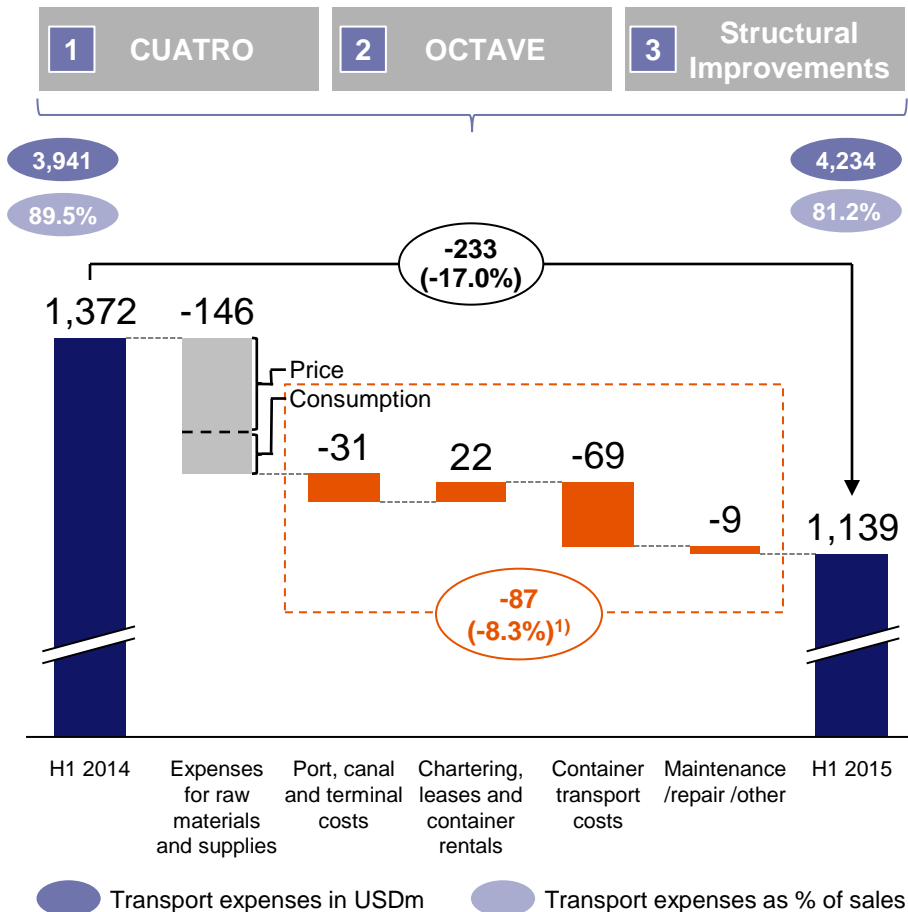 1 CUATRO
2 OCTAVE
3 Structural
Improvements
3,941
4,234
89.5%
81.2%
-233
(-17.0%)
1,372
-146
Price
Consumption
-31
22
-69
-9
1,139
-87
(-8.3%)1)
H1 2014
Expenses
for raw
materials
and supplies
Port, canal
and terminal
costs
Chartering,
leases and
container
rentals
Container
transport
costs
Maintenance
/repair /other
H1 2015
Transport expenses in USDm
Transport expenses as % of sales